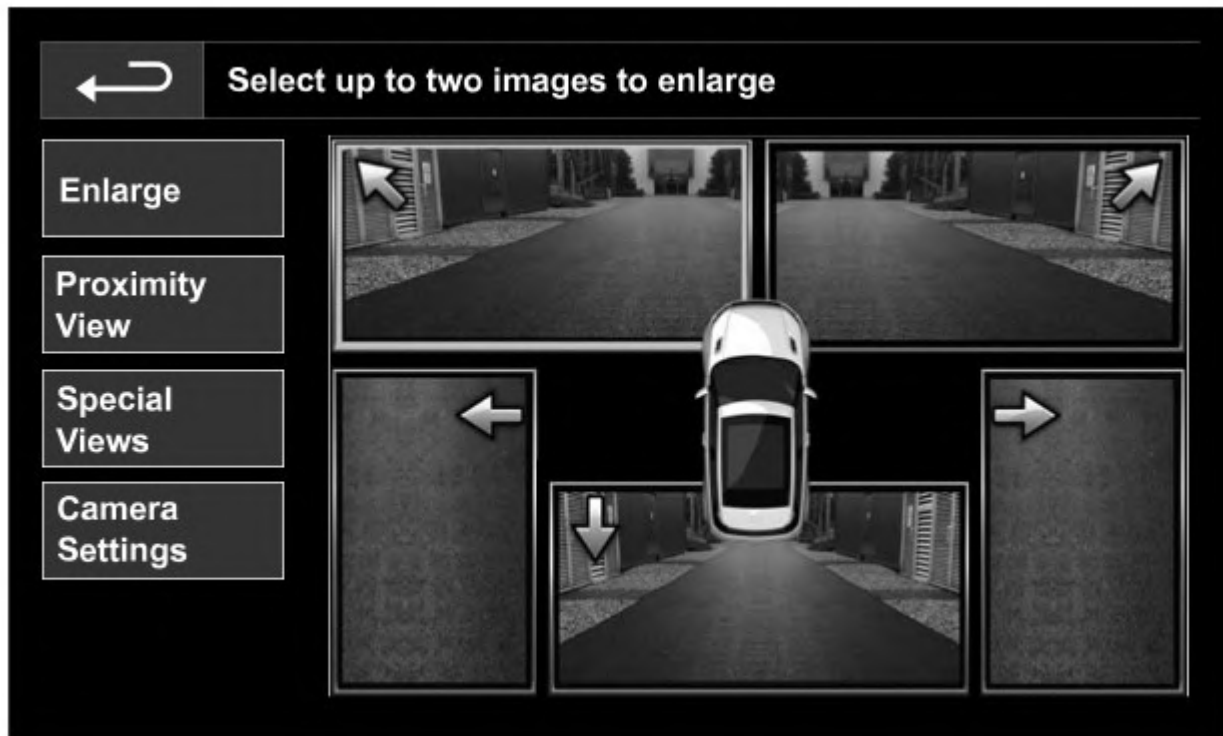 Select up to two images to enlarge
Enlarge
Proximity
View
Special
Views
Camera
Settings